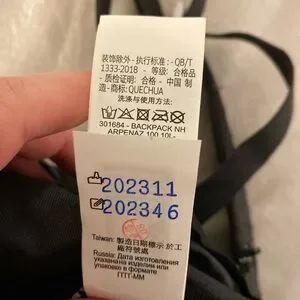 装饰除外 - 执行标准: - QB/T
1333-2018 - 等级: 合格品
- 质检证明: - 合格 - 中国 制
造 - 商标: QUECHUA
洗涤与使用方
301684 - BACKPACK NH
ARPENAZ 100 10L-
202311
202346
Taiwan: 製造日期標示 於工
廠符號處
Russia: Дата изготовления
указанна на изделии или
упаковке в формате
ГГГГ-ММ